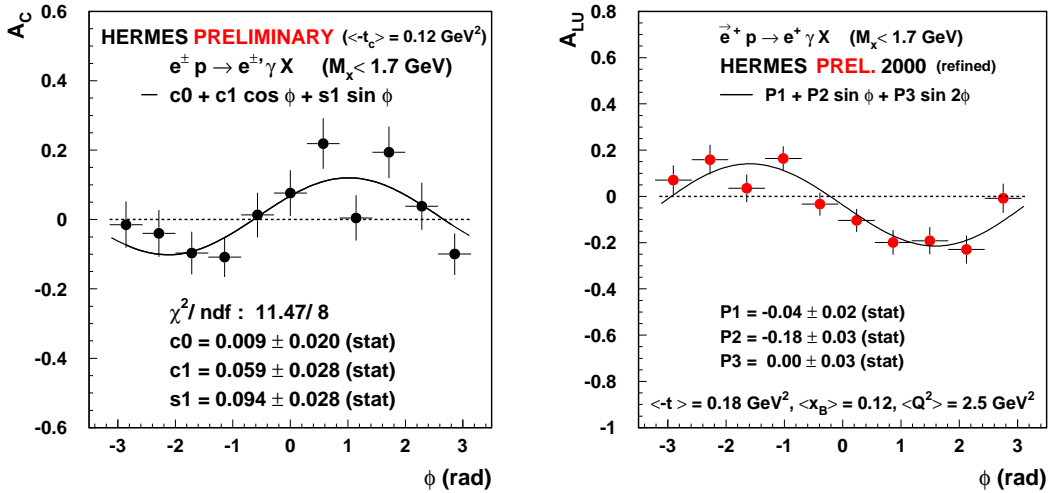 A_C
HERMES PRELIMINARY (<-t_c> = 0.12 GeV²)
e^± p → e^±' γ X (M_x < 1.7 GeV)
— c0 + c1 cos ϕ + s1 sin ϕ
0.6
0.4
0.2
0
-0.2
-0.4
-0.6
χ²/ ndf : 11.47/ 8
c0 = 0.009 ± 0.020 (stat)
c1 = 0.059 ± 0.028 (stat)
s1 = 0.094 ± 0.028 (stat)
-3 -2 -1 0 1 2 3
ϕ (rad)
A_LU
e⃗⁺ p → e⁺ γ X (M_x < 1.7 GeV)
HERMES PREL. 2000 (refined)
— P1 + P2 sin ϕ + P3 sin 2ϕ
0.8
0.6
0.4
0.2
0
-0.2
-0.4
-0.6
-0.8
-1
P1 = -0.04 ± 0.02 (stat)
P2 = -0.18 ± 0.03 (stat)
P3 = 0.00 ± 0.03 (stat)
<-t > = 0.18 GeV², <x_B> = 0.12, <Q²> = 2.5 GeV²
-3 -2 -1 0 1 2 3
ϕ (rad)